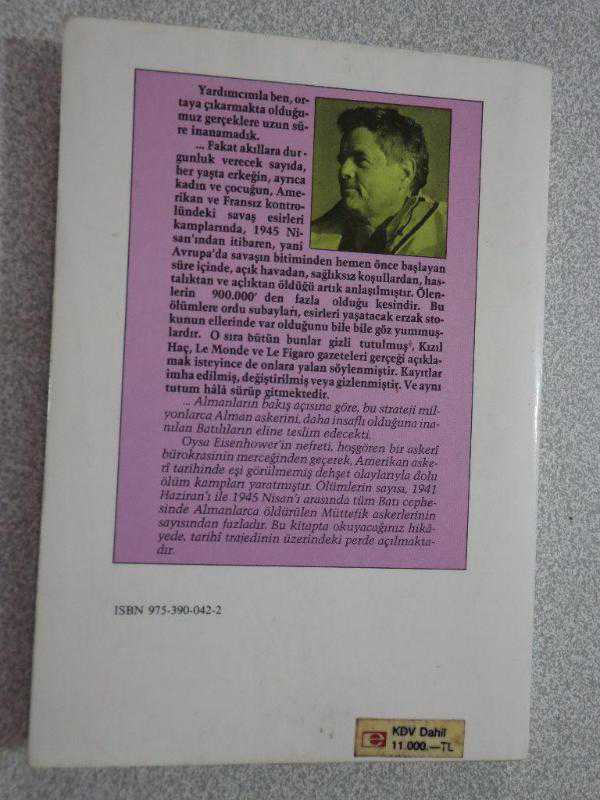 Yardımcımla ben, or-
taya çıkarmakta olduğu-
muz gerçeklere uzun sü-
re inanamadık.
... Fakat akıllara dur-
gunluk verecek sayıda,
her yaşta erkeğin, ayrıca
kadın ve çocuğun, Ame-
rikan ve Fransız kontro-
lündeki savaş esirleri
kamplarında, 1945 Ni-
san'ından itibaren, yani
Avrupa'da savaşın bitiminden hemen önce başlayan
süre içinde, açık havadan, sağlıksız koşullardan, has-
talıktan ve açlıktan öldüğü artık anlaşılmıştır. Ölen-
lerin 900.000' den fazla olduğu kesindir. Bu
ölümlere ordu subayları, esirleri yaşatacak erzak sto-
kunun ellerinde var olduğunu bile bile göz yummuş-
lardır. O sıra bütün bunlar gizli tutulmuş, Kızıl
Haç, Le Monde ve Le Figaro gazeteleri gerçeği açıkla-
mak isteyince de onlara yalan söylenmiştir. Kayıtlar
imha edilmiş, değiştirilmiş veya gizlenmiştir. Ve aynı
tutum hâlâ sürüp gitmektedir.
... Almanların bakış açısına göre, bu strateji mil-
yonlarca Alman askerini, daha insaflı olduğuna ina-
nılan Batılıların eline teslim edecekti.
Oysa Eisenhower'in nefreti, hoşgören bir askerî
bürokrasinin merceğinden geçerek, Amerikan aske-
rî tarihinde eşi görülmemiş dehşet olaylarıyla dolu
ölüm kampları yaratmıştır. Ölümlerin sayısı, 1941
Haziran'ı ile 1945 Nisan'ı arasında tüm Batı cephe-
sinde Almanlarca öldürülen Müttefik askerlerinin
sayısından fazladır. Bu kitapta okuyacağınız hikâ-
yede, tarihî trajedinin üzerindeki perde açılmakta-
dır.
ISBN 975-390-042-2
KDV Dahil
11.000.—TL